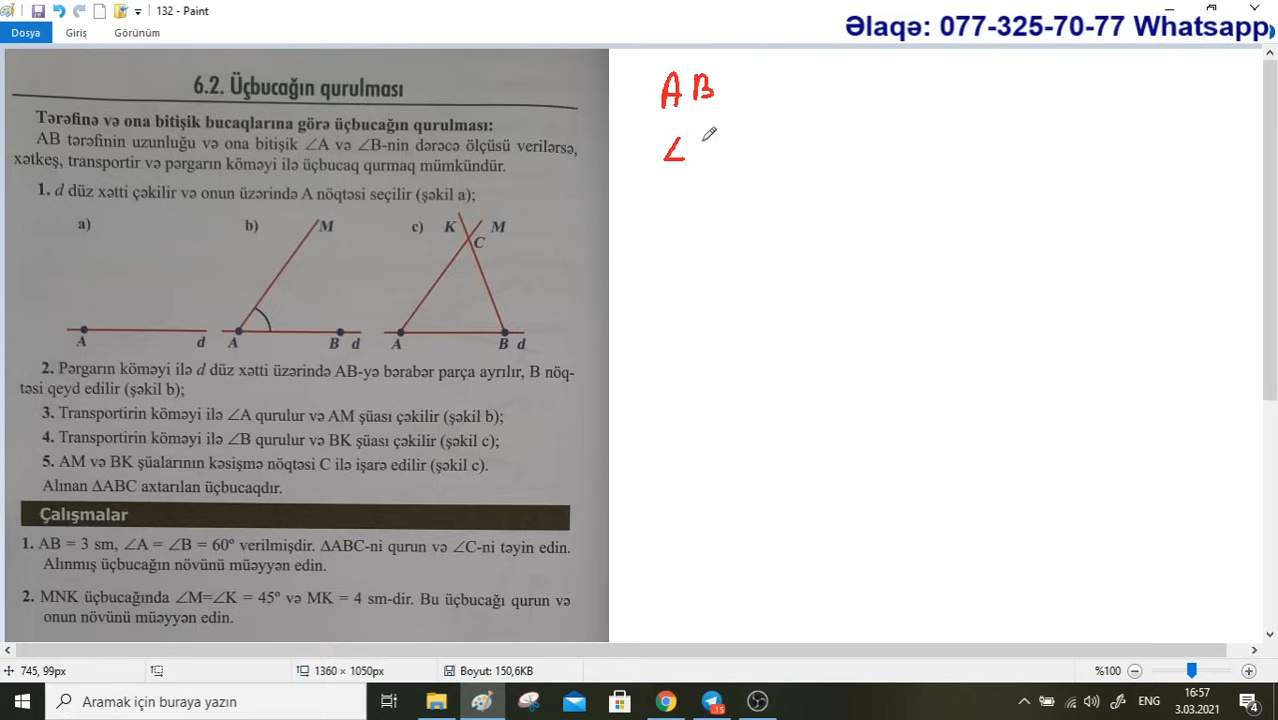 132 - Paint
Əlaqə: 077-325-70-77 Whatsapp
Dosya Giriş Görünüm
6.2. Üçbucağın qurulması
Tərəfinə və ona bitişik bucaqlarına görə üçbucağın qurulması:
AB tərəfinin uzunluğu və ona bitişik ∠A və ∠B-nin dərəcə ölçüsü verilərsə,
xətkeş, transportir və pərgarın köməyi ilə üçbucaq qurmaq mümkündür.
1. d düz xətti çəkilir və onun üzərində A nöqtəsi seçilir (şəkil a);
a) b) M c) K M
C
A d A B d A B d
2. Pərgarın köməyi ilə d düz xətti üzərində AB-yə bərabər parça ayrılır, B nöq-
təsi qeyd edilir (şəkil b);
3. Transportirin köməyi ilə ∠A qurulur və AM şüası çəkilir (şəkil b);
4. Transportirin köməyi ilə ∠B qurulur və BK şüası çəkilir (şəkil c);
5. AM və BK şüalarının kəsişmə nöqtəsi C ilə işarə edilir (şəkil c).
Alınan ΔABC axtarılan üçbucaqdır.
Çalışmalar
1. AB = 3 sm, ∠A = ∠B = 60º verilmişdir. ΔABC-ni qurun və ∠C-ni təyin edin.
Alınmış üçbucağın növünü müəyyən edin.
2. MNK üçbucağında ∠M=∠K = 45º və MK = 4 sm-dir. Bu üçbucağı qurun və
onun növünü müəyyən edin.
A B
∠
745, 99px 1360 × 1050px Boyut: 150,6KB %100
Aramak için buraya yazın
15
ENG
16:57
3.03.2021
4